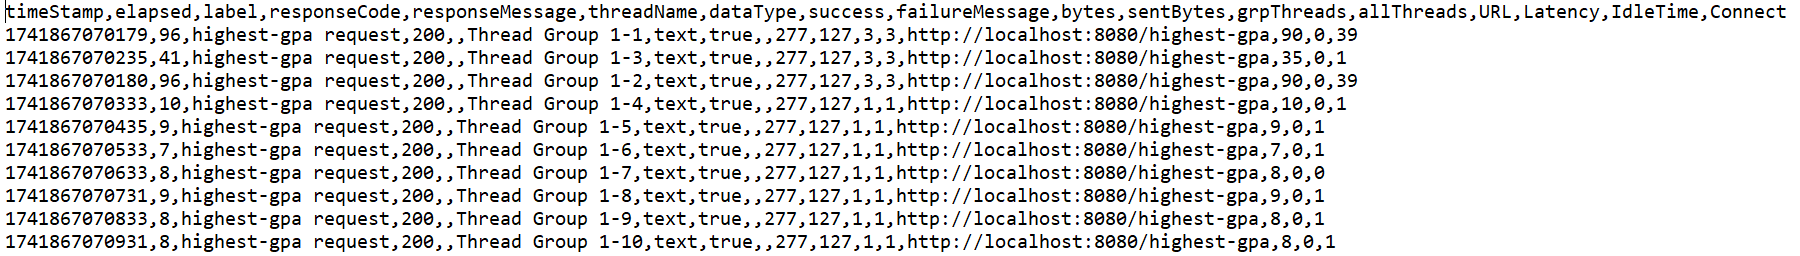 timeStamp,elapsed,label,responseCode,responseMessage,threadName,dataType,success,failureMessage,bytes,sentBytes,grpThreads,allThreads,URL,Latency,IdleTime,Connect
1741867070179,96,highest-gpa request,200,,Thread Group 1-1,text,true,,277,127,3,3,http://localhost:8080/highest-gpa,90,0,39
1741867070235,41,highest-gpa request,200,,Thread Group 1-3,text,true,,277,127,3,3,http://localhost:8080/highest-gpa,35,0,1
1741867070180,96,highest-gpa request,200,,Thread Group 1-2,text,true,,277,127,3,3,http://localhost:8080/highest-gpa,90,0,39
1741867070333,10,highest-gpa request,200,,Thread Group 1-4,text,true,,277,127,1,1,http://localhost:8080/highest-gpa,10,0,1
1741867070435,9,highest-gpa request,200,,Thread Group 1-5,text,true,,277,127,1,1,http://localhost:8080/highest-gpa,9,0,1
1741867070533,7,highest-gpa request,200,,Thread Group 1-6,text,true,,277,127,1,1,http://localhost:8080/highest-gpa,7,0,1
1741867070633,8,highest-gpa request,200,,Thread Group 1-7,text,true,,277,127,1,1,http://localhost:8080/highest-gpa,8,0,0
1741867070731,9,highest-gpa request,200,,Thread Group 1-8,text,true,,277,127,1,1,http://localhost:8080/highest-gpa,9,0,1
1741867070833,8,highest-gpa request,200,,Thread Group 1-9,text,true,,277,127,1,1,http://localhost:8080/highest-gpa,8,0,1
1741867070931,8,highest-gpa request,200,,Thread Group 1-10,text,true,,277,127,1,1,http://localhost:8080/highest-gpa,8,0,1